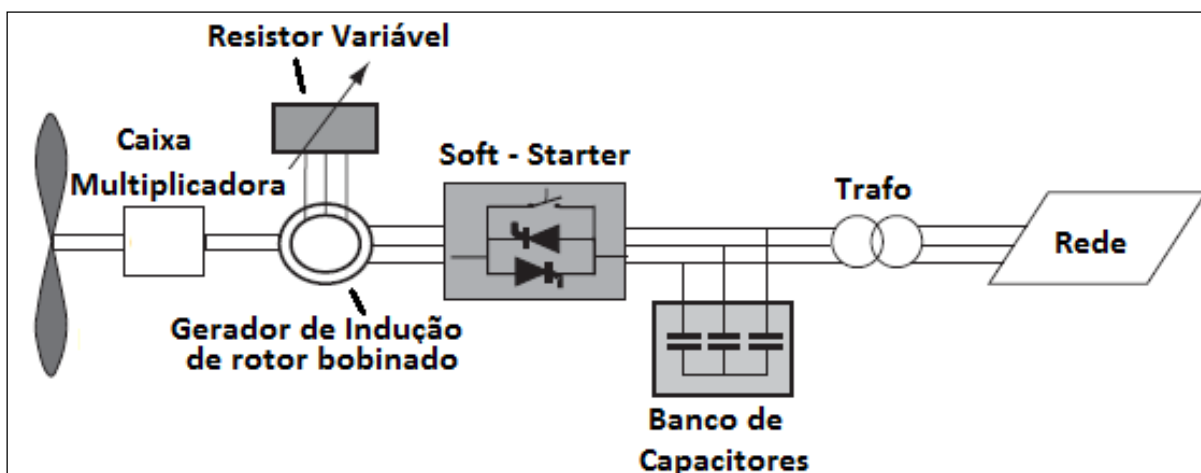 Resistor Variável
Caixa
Multiplicadora
Soft - Starter
Trafo
Rede
Gerador de Indução
de rotor bobinado
Banco de
Capacitores